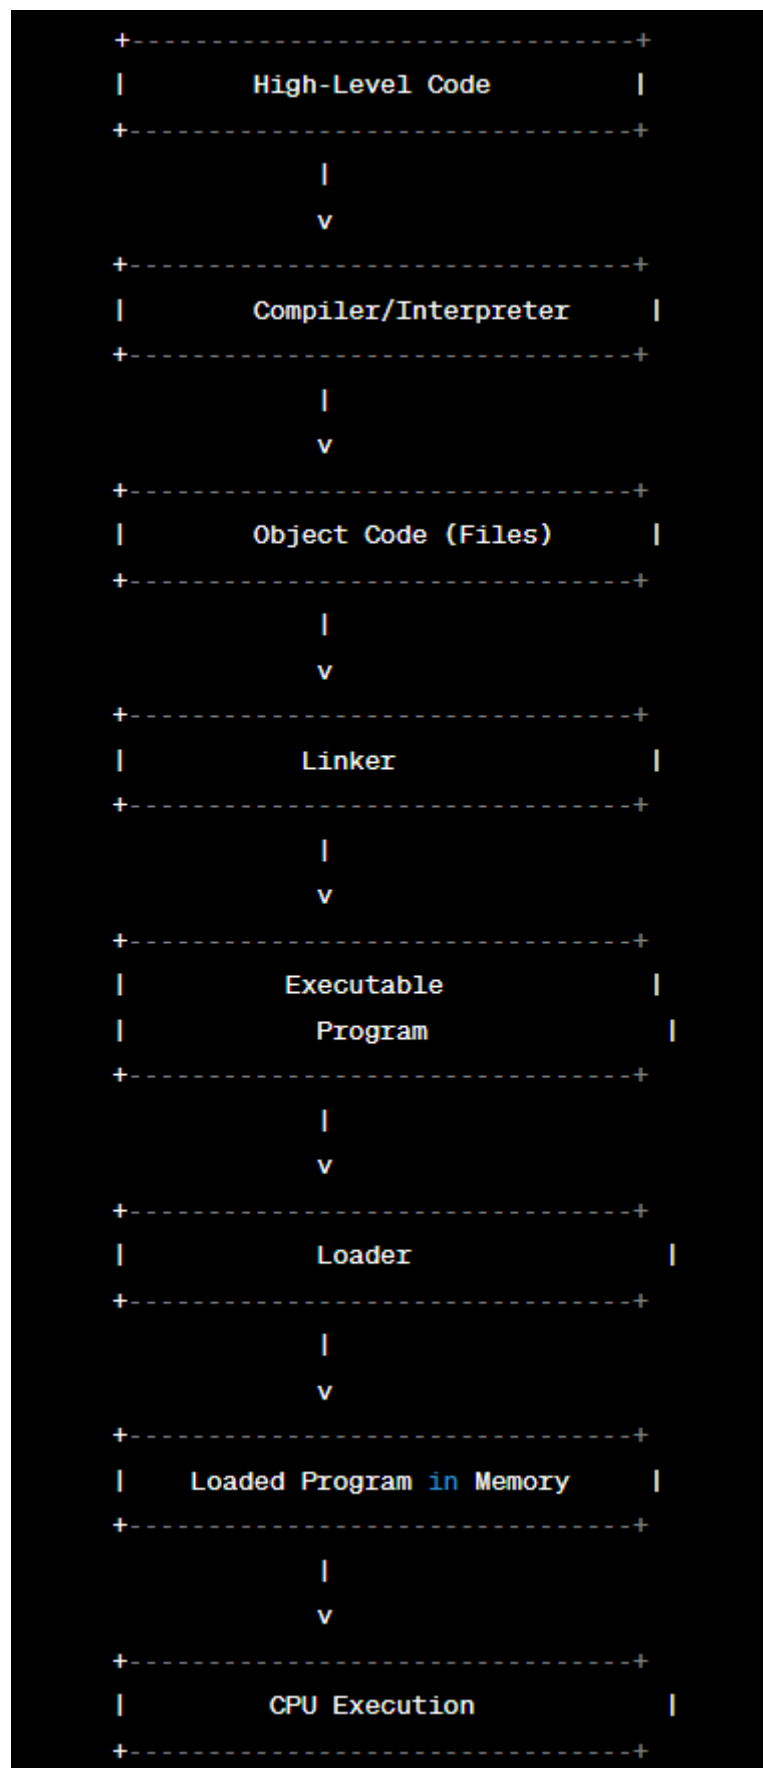 +--------------------------------+
| High-Level Code |
+--------------------------------+
|
v
+--------------------------------+
| Compiler/Interpreter |
+--------------------------------+
|
v
+--------------------------------+
| Object Code (Files) |
+--------------------------------+
|
v
+--------------------------------+
| Linker |
+--------------------------------+
|
v
+--------------------------------+
| Executable |
| Program |
+--------------------------------+
|
v
+--------------------------------+
| Loader |
+--------------------------------+
|
v
+--------------------------------+
| Loaded Program in Memory |
+--------------------------------+
|
v
+--------------------------------+
| CPU Execution |
+--------------------------------+